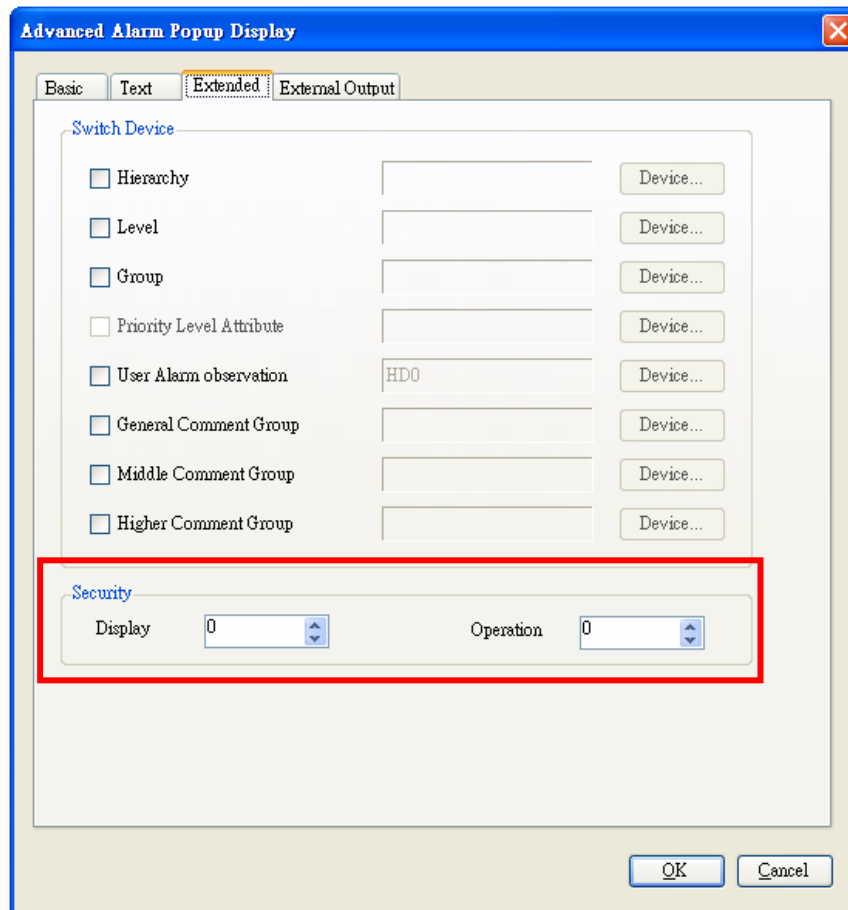 Advanced Alarm Popup Display
Basic Text Extended External Output
Switch Device
Hierarchy Device...
Level Device...
Group Device...
Priority Level Attribute Device...
User Alarm observation HD0 Device...
General Comment Group Device...
Middle Comment Group Device...
Higher Comment Group Device...
Security
Display 0 Operation 0
OK Cancel